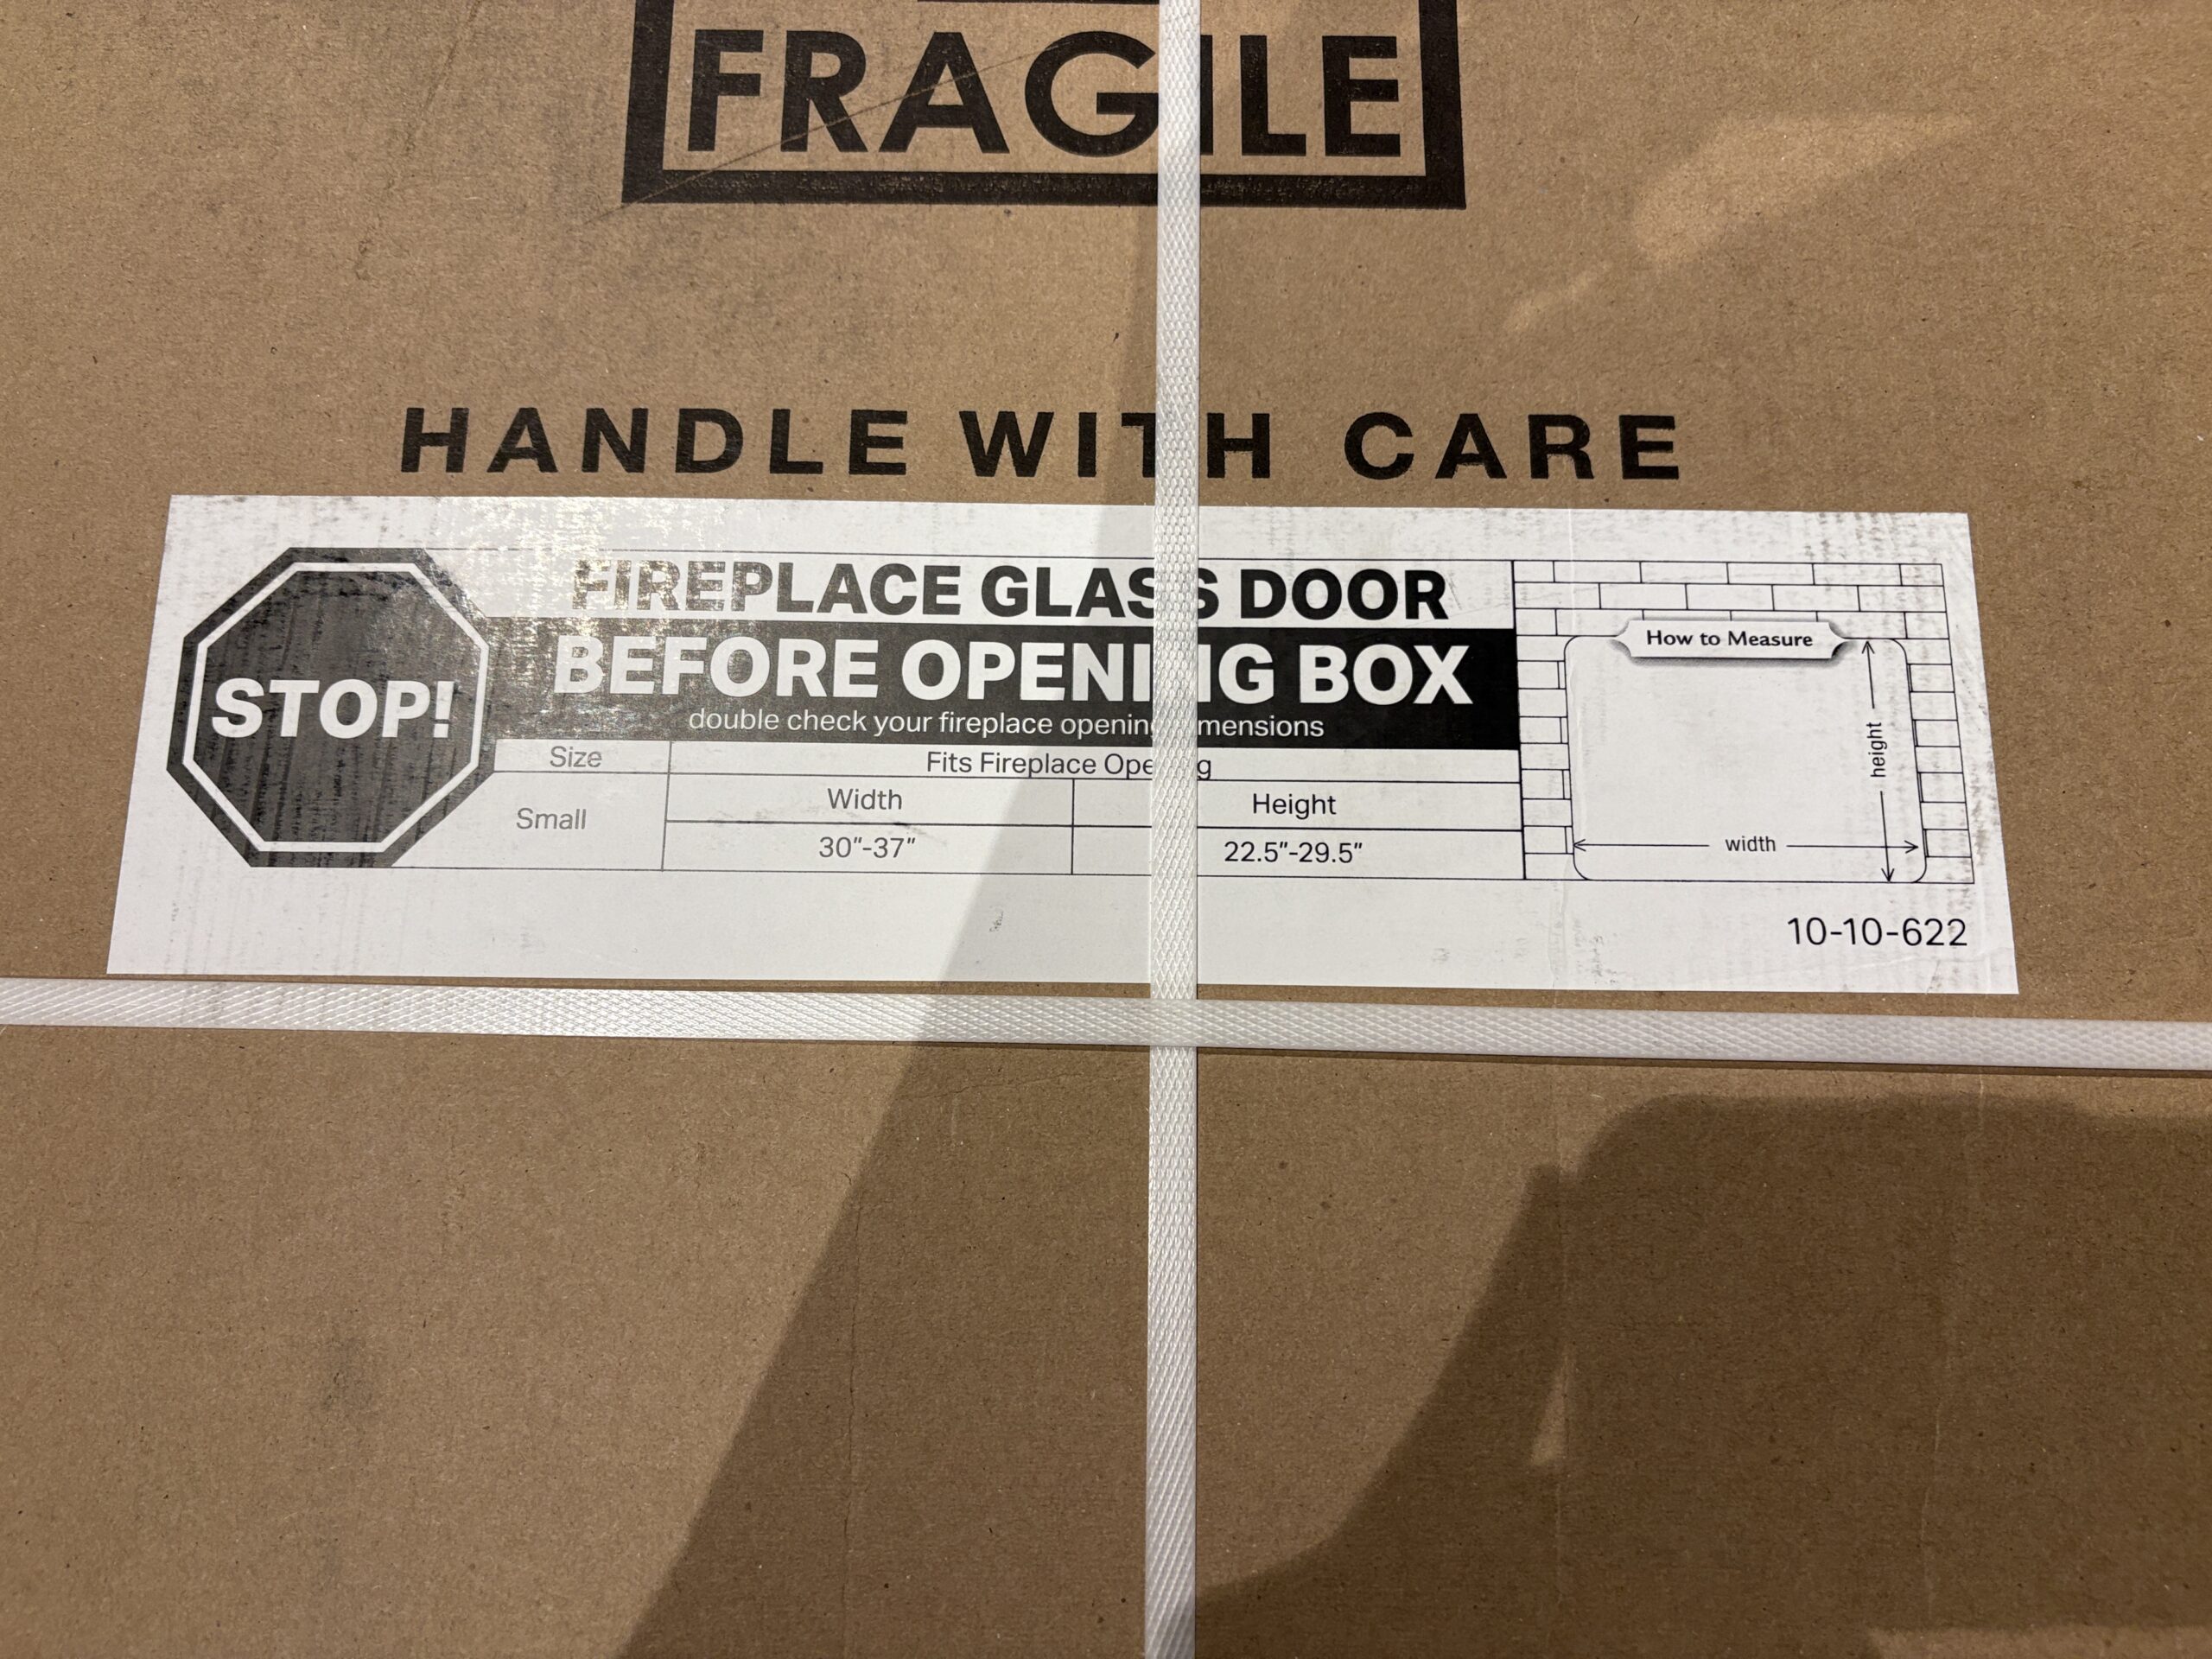 FRAGILE
HANDLE WITH CARE
STOP!
FIREPLACE GLASS DOOR
BEFORE OPENING BOX
double check your fireplace opening dimensions
Size
Fits Fireplace Opening
Small
Width
Height
30"-37"
22.5"-29.5"
How to Measure
height
width
10-10-622